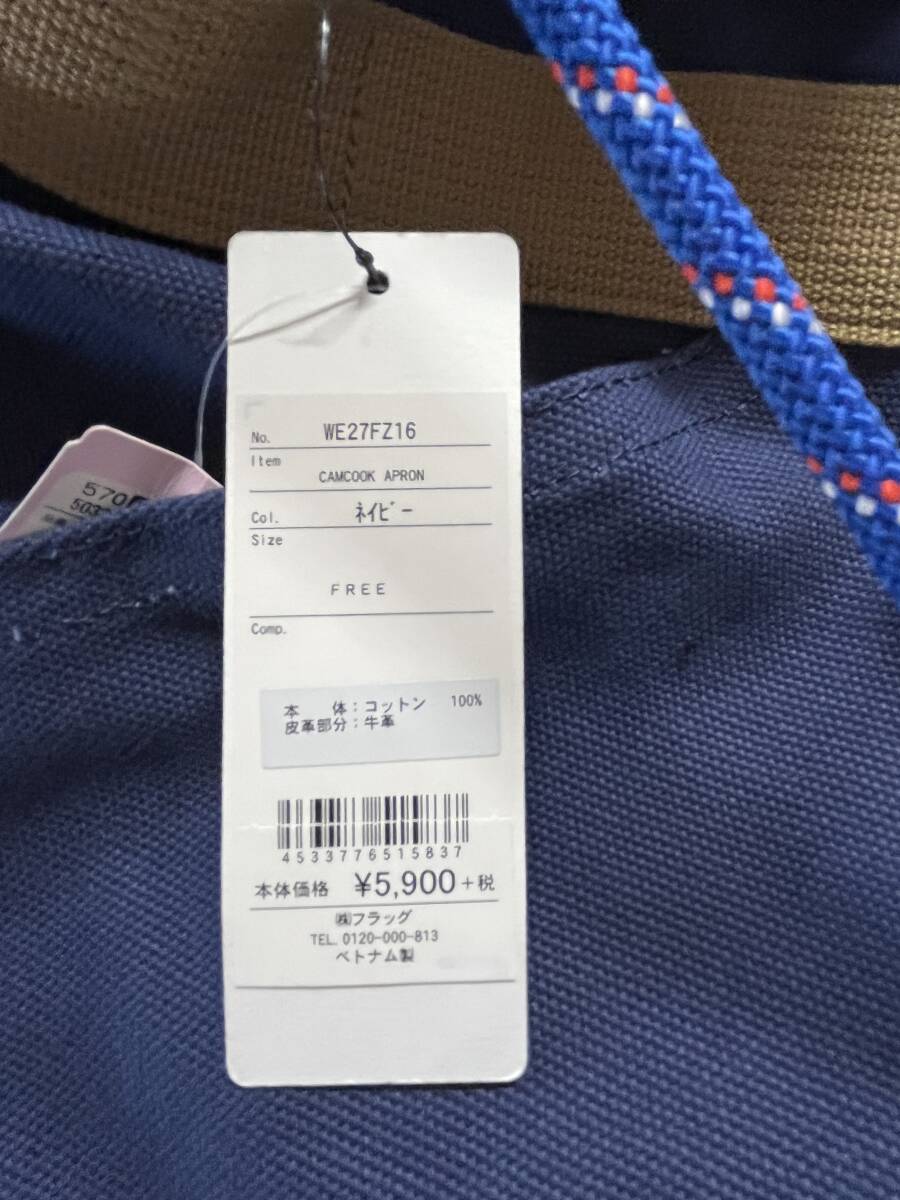 No. WE27FZ16
Item
CAMCOOK APRON
Col. ネイビー
Size
FREE
Comp.
本 体：コットン 100%
皮革部分：牛革
4533776515837
本体価格 ¥5,900+税
㈱フラッグ
TEL. 0120-000-813
ベトナム製
570
503